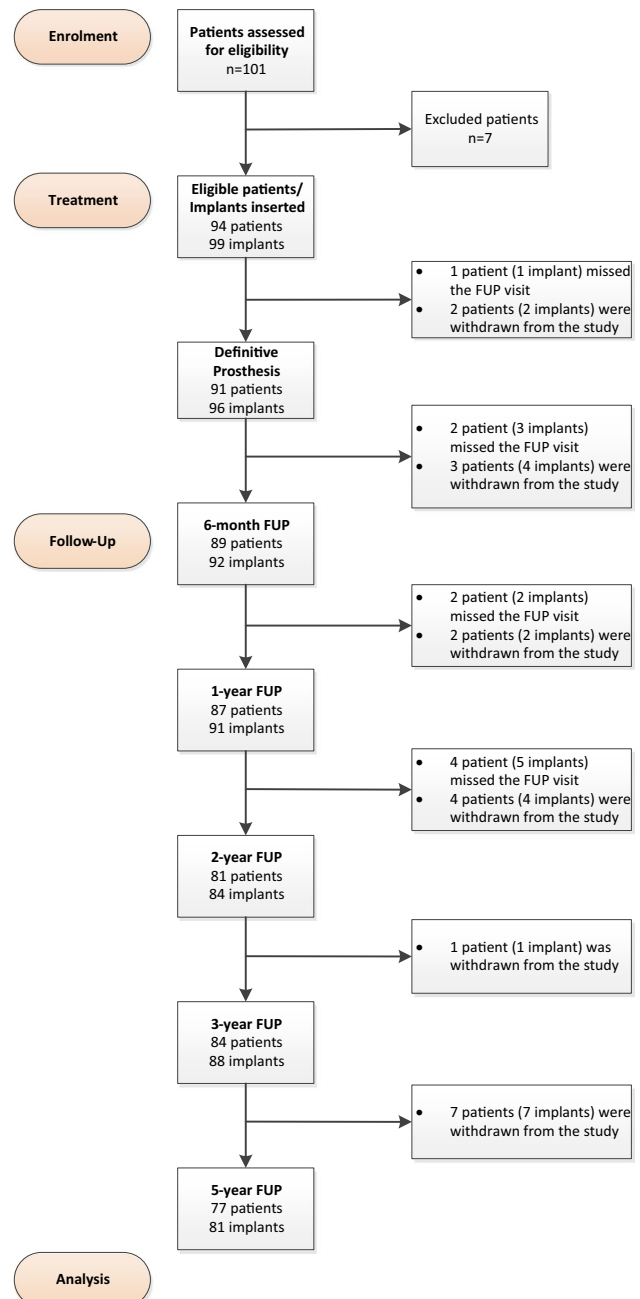 Enrolment
Patients assessed
for eligibility
n=101
Excluded patients
n=7
Treatment
Eligible patients/
Implants inserted
94 patients
99 implants
• 1 patient (1 implant) missed
the FUP visit
• 2 patients (2 implants) were
withdrawn from the study
Definitive
Prosthesis
91 patients
96 implants
• 2 patient (3 implants)
missed the FUP visit
• 3 patients (4 implants) were
withdrawn from the study
Follow-Up
6-month FUP
89 patients
92 implants
• 2 patient (2 implants)
missed the FUP visit
• 2 patients (2 implants) were
withdrawn from the study
1-year FUP
87 patients
91 implants
• 4 patient (5 implants)
missed the FUP visit
• 4 patients (4 implants) were
withdrawn from the study
2-year FUP
81 patients
84 implants
• 1 patient (1 implant) was
withdrawn from the study
3-year FUP
84 patients
88 implants
• 7 patients (7 implants) were
withdrawn from the study
5-year FUP
77 patients
81 implants
Analysis